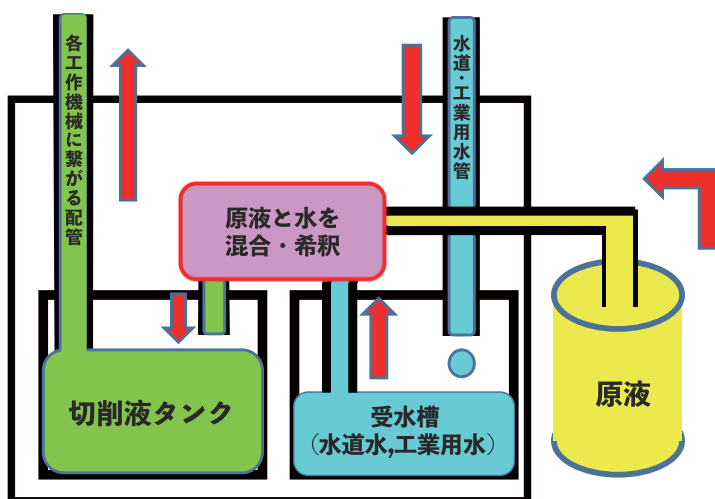 各工作機械に繋がる配管
水道・工業用水管
原液と水を
混合・希釈
切削液タンク
受水槽
（水道水,工業用水）
原液